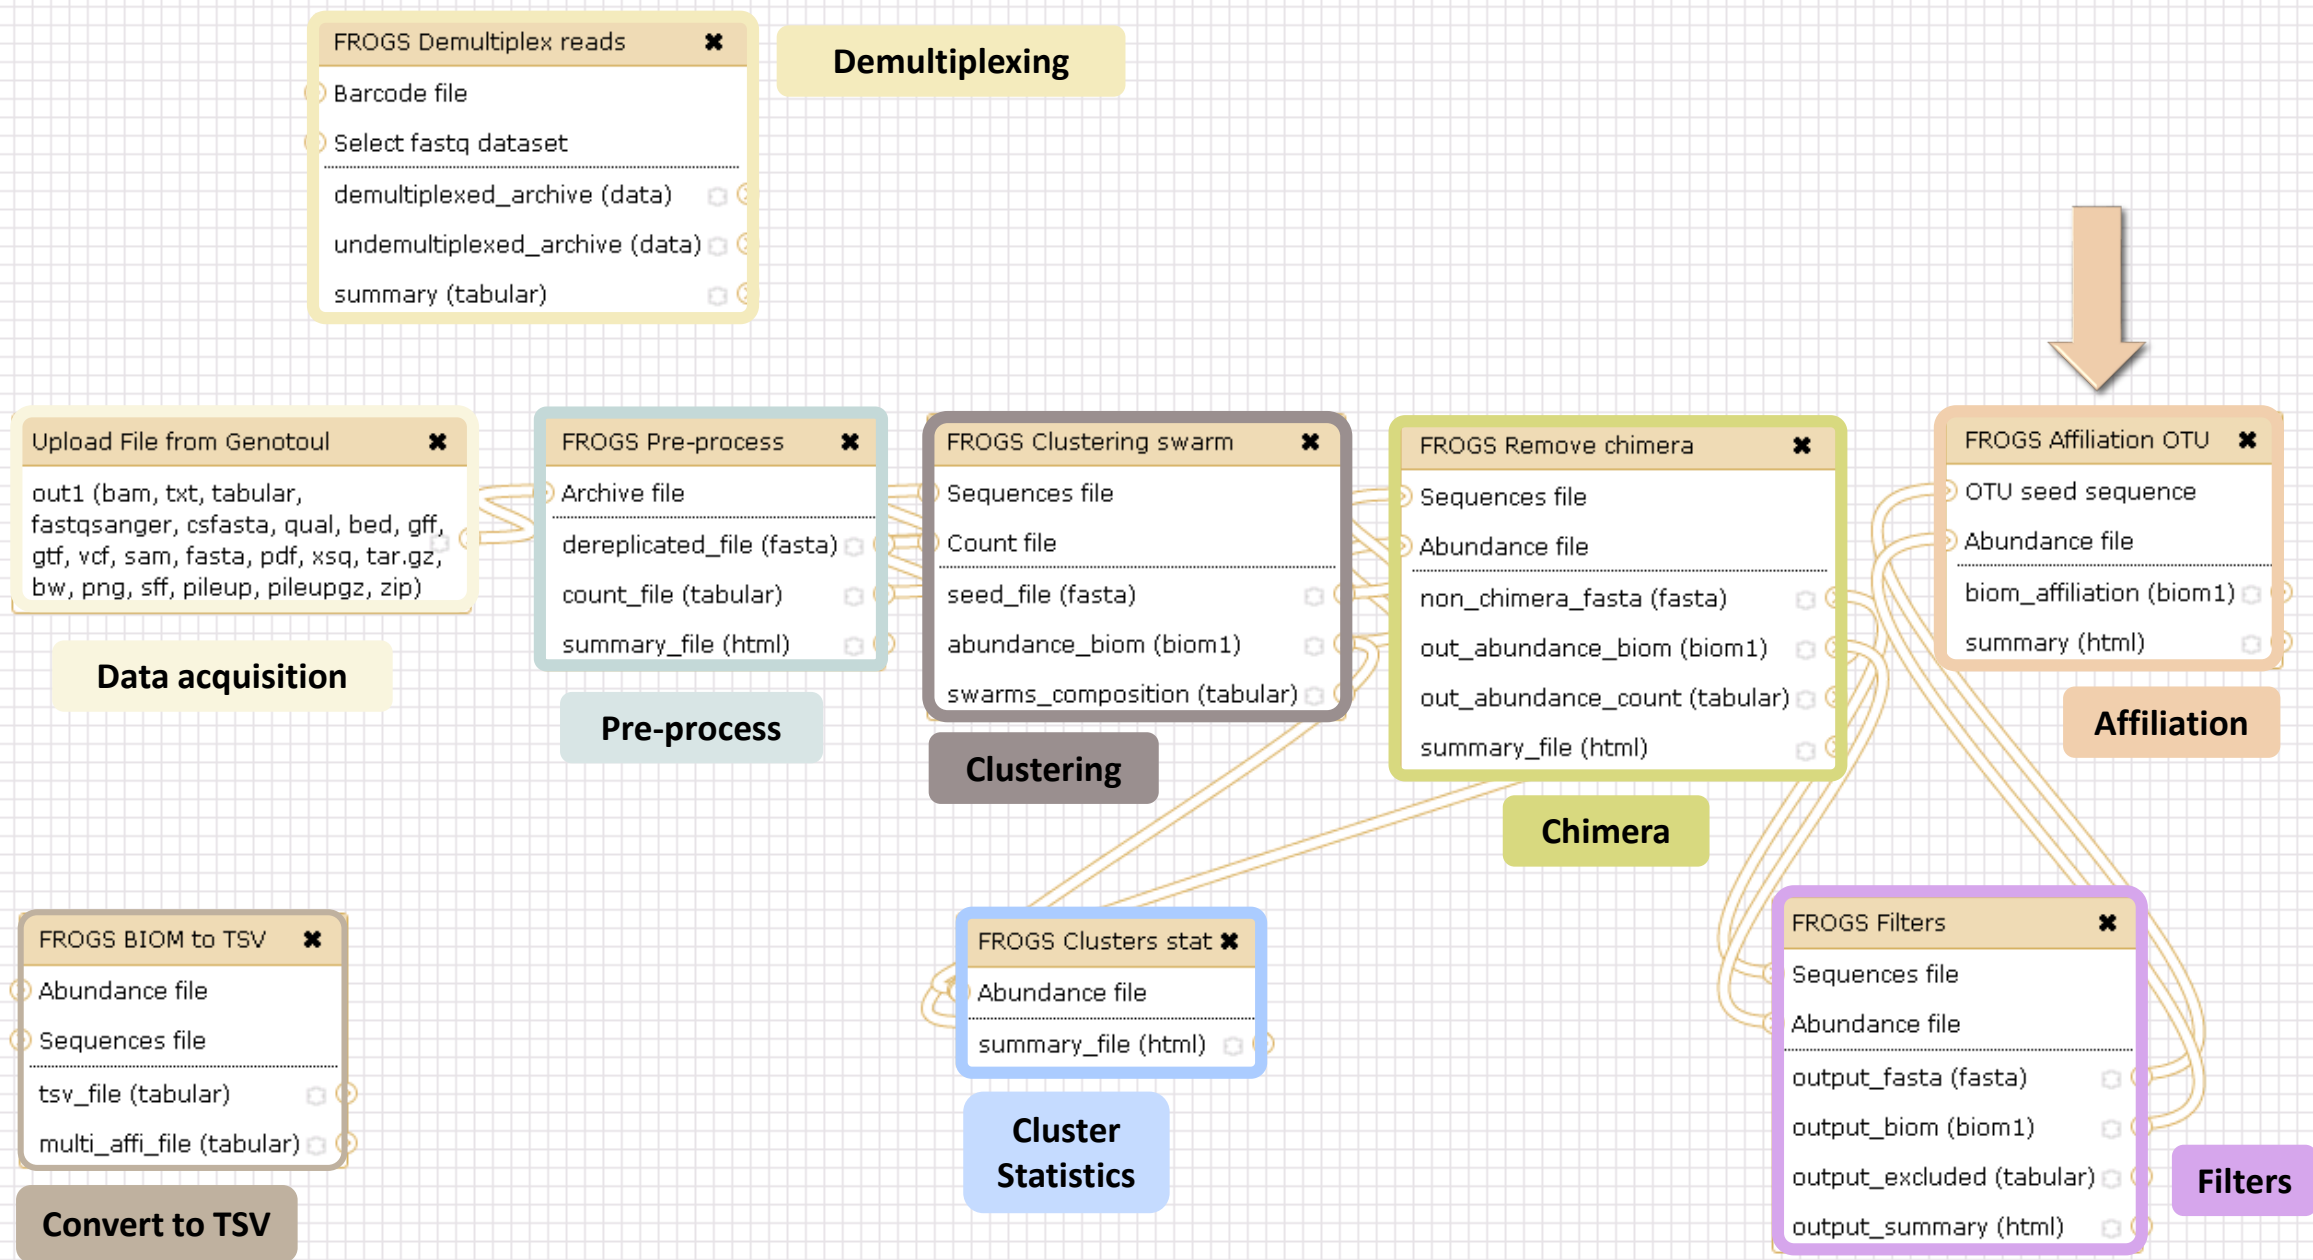 FROGS Demultiplex reads
Barcode file
Select fastq dataset
demultiplexed_archive (data)
undemultiplexed_archive (data)
summary (tabular)
Demultiplexing
Upload File from Genotoul
out1 (bam, txt, tabular,
fastqsanger, csfasta, qual, bed, gff,
gtf, vcf, sam, fasta, pdf, xsq, tar.gz,
bw, png, sff, pileup, pileupgz, zip)
Data acquisition
FROGS Pre-process
Archive file
dereplicated_file (fasta)
count_file (tabular)
summary_file (html)
Pre-process
FROGS Clustering swarm
Sequences file
Count file
seed_file (fasta)
abundance_biom (biom1)
swarms_composition (tabular)
Clustering
FROGS Remove chimera
Sequences file
Abundance file
non_chimera_fasta (fasta)
out_abundance_biom (biom1)
out_abundance_count (tabular)
summary_file (html)
Chimera
FROGS Affiliation OTU
OTU seed sequence
Abundance file
biom_affiliation (biom1)
summary (html)
Affiliation
FROGS BIOM to TSV
Abundance file
Sequences file
tsv_file (tabular)
multi_affi_file (tabular)
Convert to TSV
FROGS Clusters stat
Abundance file
summary_file (html)
Cluster
Statistics
FROGS Filters
Sequences file
Abundance file
output_fasta (fasta)
output_biom (biom1)
output_excluded (tabular)
output_summary (html)
Filters